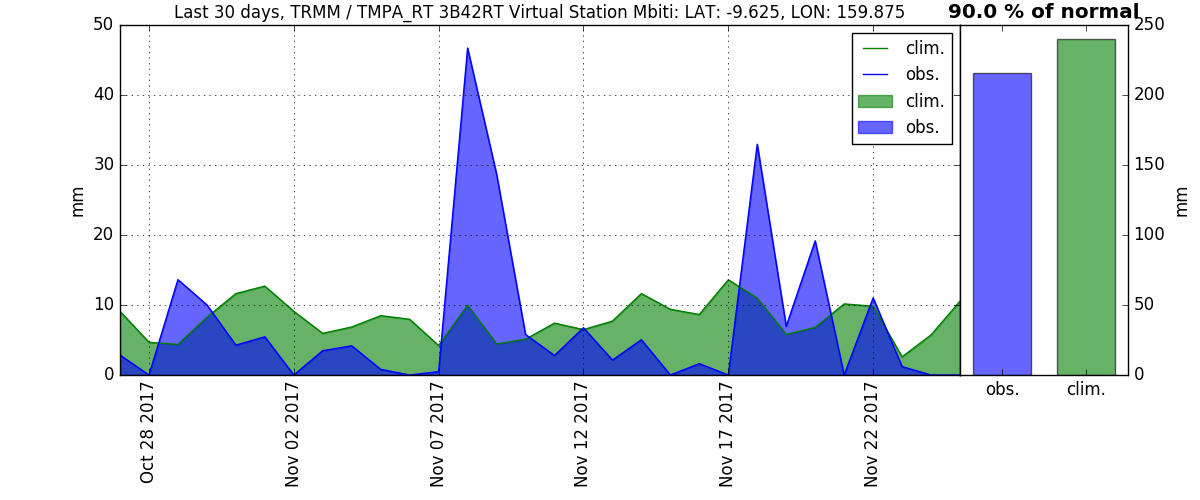 Last 30 days, TRMM / TMPA_RT 3B42RT Virtual Station Mbiti: LAT: -9.625, LON: 159.875
90.0 % of normal
50
40
30
20
10
0
mm
clim.
obs.
clim.
obs.
Oct 28 2017
Nov 02 2017
Nov 07 2017
Nov 12 2017
Nov 17 2017
Nov 22 2017
250
200
150
100
50
0
mm
obs.
clim.